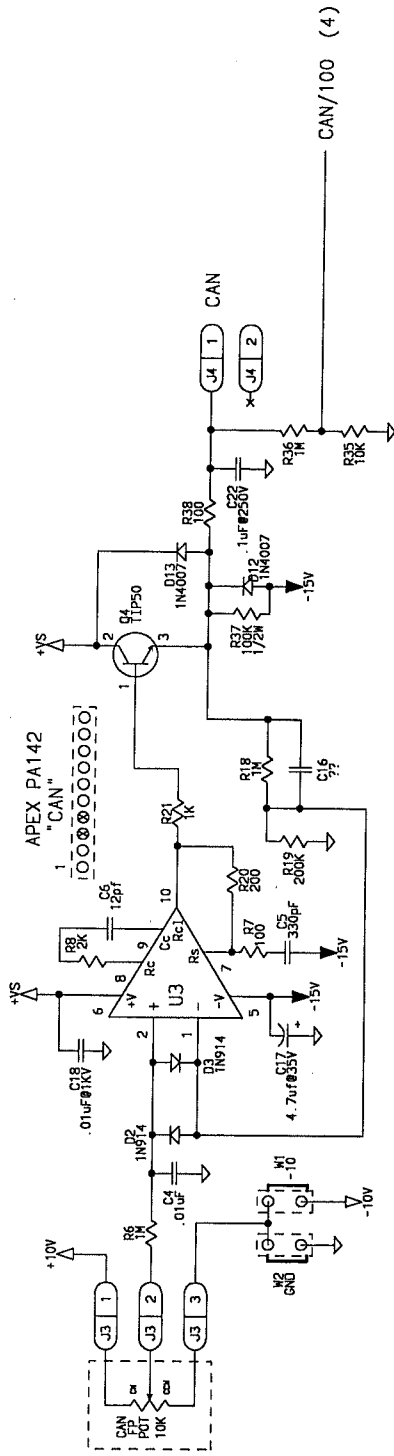 CAN/100 (4)
CAN
J4 1
J4 2
R36
1M
R35
10K
C22
.1uF@250V
R38
100
D13
1N4007
D12
1N4007
R37
100K
1/2W
-15V
+VS
Q4
TIP50
1
2
3
APEX PA142
"CAN"
1
R18
1M
C16
??
R19
200K
R21
1K
R20
200
R7
100
C5
330pF
-15V
C6
12pf
R8
2K
+VS
C18
.01uF@1KV
6
8
9
10
+V
Rc
Cc
Rcl
Rs
7
U3
+
-
2
1
-V
5
-15V
C17
+
4.7uf@35V
D3
1N914
D2
1N914
C4
.01uF
R6
1M
+10V
J3 1
J3 2
J3 3
CW
CCW
CAN
FP
POT
10K
W1
-10
-10V
W2
GND